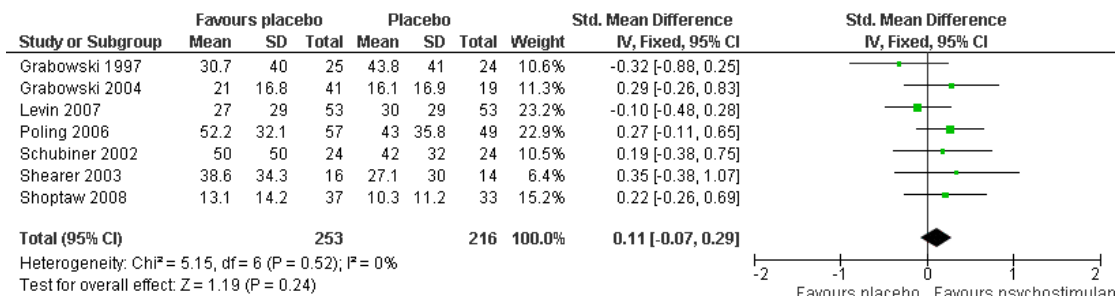 Favours placebo Placebo Std. Mean Difference Std. Mean Difference
Study or Subgroup Mean SD Total Mean SD Total Weight IV, Fixed, 95% CI IV, Fixed, 95% CI
Grabowski 1997 30.7 40 25 43.8 41 24 10.6% -0.32 [-0.88, 0.25]
Grabowski 2004 21 16.8 41 16.1 16.9 19 11.3% 0.29 [-0.26, 0.83]
Levin 2007 27 29 53 30 29 53 23.2% -0.10 [-0.48, 0.28]
Poling 2006 52.2 32.1 57 43 35.8 49 22.9% 0.27 [-0.11, 0.65]
Schubiner 2002 50 50 24 42 32 24 10.5% 0.19 [-0.38, 0.75]
Shearer 2003 38.6 34.3 16 27.1 30 14 6.4% 0.35 [-0.38, 1.07]
Shoptaw 2008 13.1 14.2 37 10.3 11.2 33 15.2% 0.22 [-0.26, 0.69]
Total (95% CI) 253 216 100.0% 0.11 [-0.07, 0.29]
Heterogeneity: Chi² = 5.15, df = 6 (P = 0.52); I² = 0%
Test for overall effect: Z = 1.19 (P = 0.24)
-2 -1 0 1 2
Favours placebo Favours psychostimulan